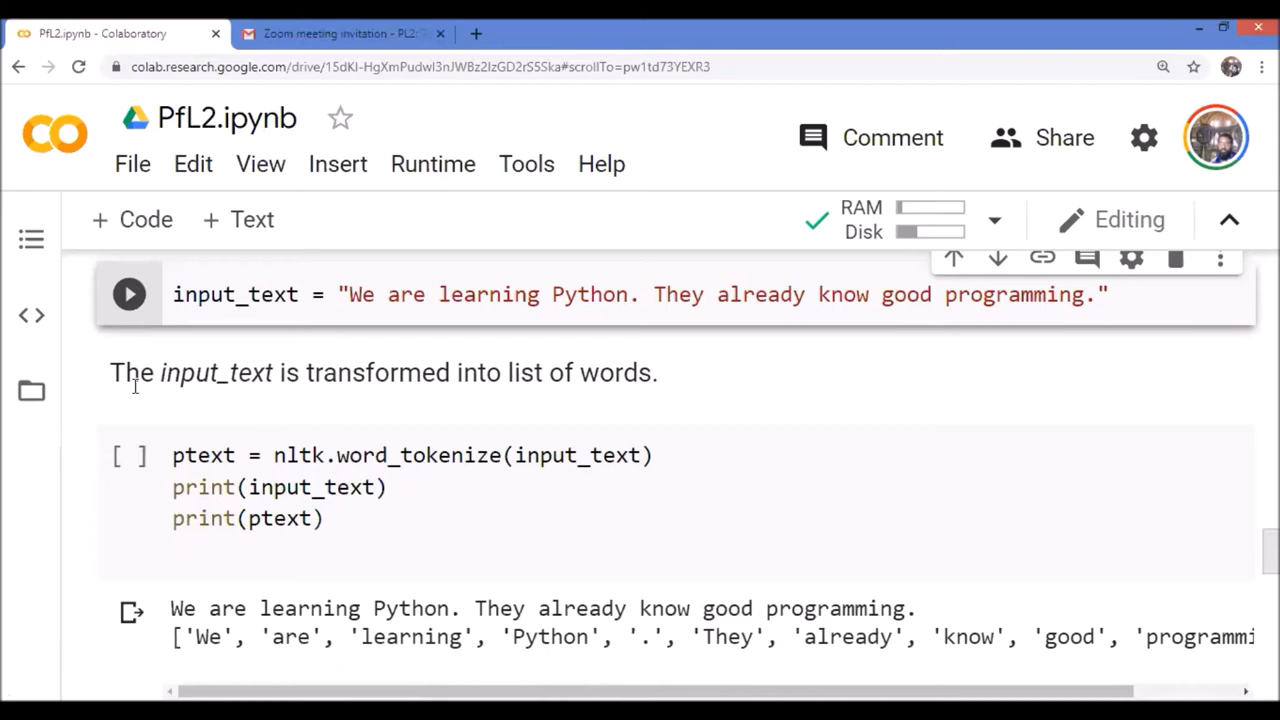 PfL2.ipynb - Colaboratory
Zoom meeting invitation - PL2:
colab.research.google.com/drive/15dKI-HgXmPudwI3nJWBz2IzGD2rS5Ska#scrollTo=pw1td73YEXR3
PfL2.ipynb
Comment
Share
File Edit View Insert Runtime Tools Help
+ Code + Text
RAM
Disk
Editing
input_text = "We are learning Python. They already know good programming."
The input_text is transformed into list of words.
[ ] ptext = nltk.word_tokenize(input_text)
print(input_text)
print(ptext)
We are learning Python. They already know good programming.
['We', 'are', 'learning', 'Python', '.', 'They', 'already', 'know', 'good', 'programmi